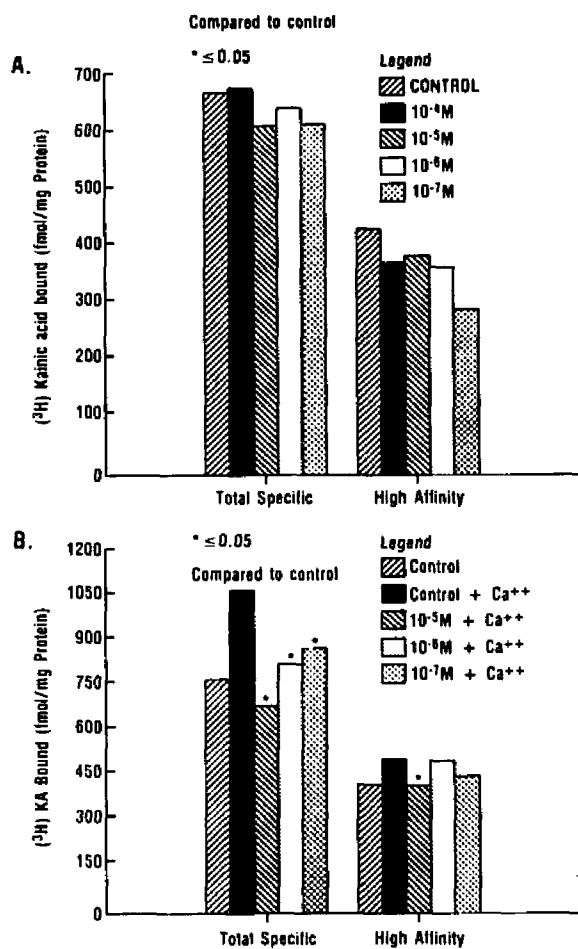 Compared to control
A.
* ≤ 0.05
Legend
CONTROL
10⁻⁴M
10⁻⁵M
10⁻⁶M
10⁻⁷M
(³H) Kainic acid bound (fmol/mg Protein)
700
600
500
400
300
200
100
0
Total Specific
High Affinity
B.
* ≤ 0.05
Compared to control
Legend
Control
Control + Ca⁺⁺
10⁻⁵M + Ca⁺⁺
10⁻⁶M + Ca⁺⁺
10⁻⁷M + Ca⁺⁺
(³H) KA Bound (fmol/mg Protein)
1200
1050
900
750
600
450
300
150
0
*
*
*
*
Total Specific
High Affinity